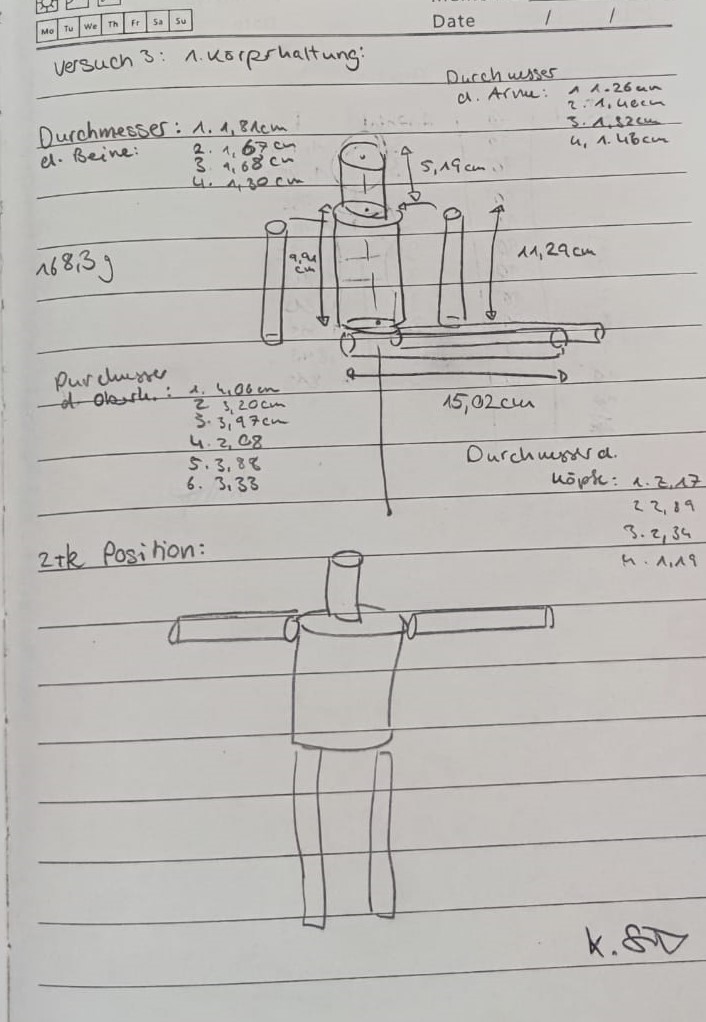 Mo Tu We Th Fr Sa Su
Date / /
Versuch 3: 1. Körperhaltung:
Durchmesser
d. Arme: 1 1.26cm
2. 1,40cm
3. 1,32cm
4, 1.46cm
Durchmesser: 1. 1,81cm
d. Beine: 2. 1,67cm
3. 1,68cm
4. 1,30cm
5,19cm
168,3g
9,91
cm
11,29cm
15,02cm
Durchmesser
d. Oberk.: 1. 4,06cm
2 3,20cm
3. 3,97cm
4. 2,08
5. 3,88
6. 3,33
Durchmesser d.
Köpfe: 1. 2,17
2 2,89
3. 2,34
4. 1,19
2te Position: